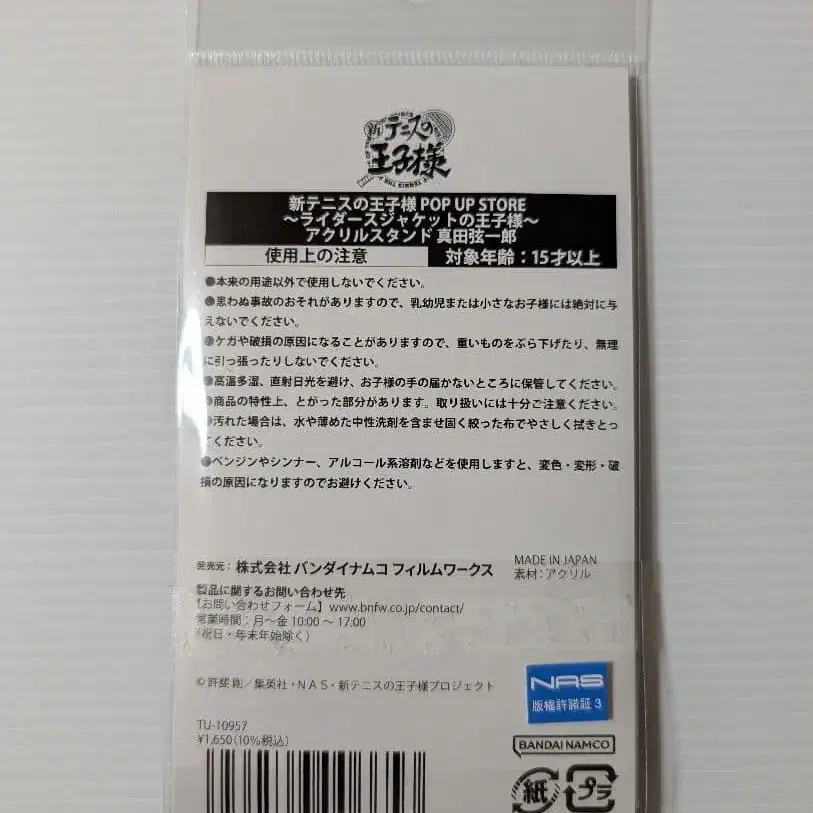 新テニスの王子様
新テニスの王子様 POP UP STORE
～ライダースジャケットの王子様～
アクリルスタンド 真田弦一郎
使用上の注意
対象年齢：15才以上
●本来の用途以外で使用しないでください。
●思わぬ事故のおそれがありますので、乳幼児または小さなお子様には絶対に与
えないでください。
●ケガや破損の原因になることがありますので、重いものをぶら下げたり、無理
に引っ張ったりしないでください。
●高温多湿、直射日光を避け、お子様の手の届かないところに保管してください。
●商品の特性上、とがった部分があります。取り扱いには十分ご注意ください。
●汚れた場合は、水や薄めた中性洗剤を含ませ固く絞った布でやさしく拭きとっ
てください。
●ベンジンやシンナー、アルコール系溶剤などを使用しますと、変色・変形・破
損の原因になりますのでお避けください。
発売元： 株式会社 バンダイナムコ フィルムワークス
MADE IN JAPAN
素材：アクリル
製品に関するお問い合わせ先
【お問い合わせフォーム】www.bnfw.co.jp/contact/
営業時間：月～金 10:00 ～ 17:00
（祝日・年末年始除く）
© 許斐 剛／集英社・NAS・新テニスの王子様プロジェクト
NAS
版権許諾証 3
TU-10957
¥1,650（10%税込）
BANDAI NAMCO
紙
プラ